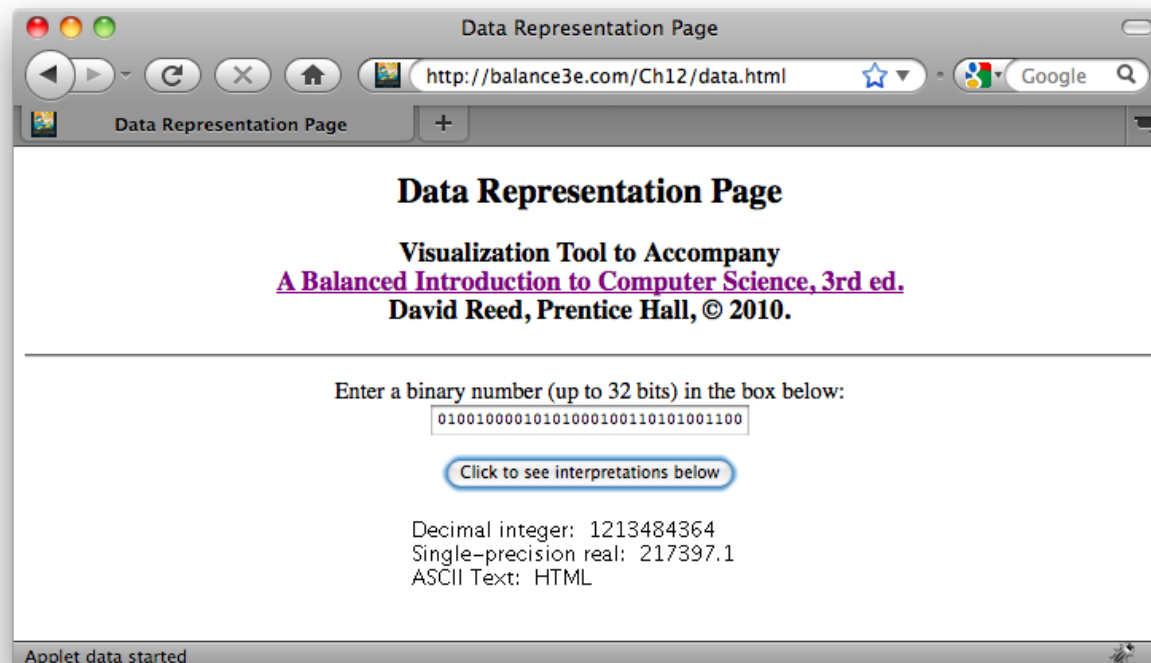 Data Representation Page
http://balance3e.com/Ch12/data.html
Google
Data Representation Page
Data Representation Page
Visualization Tool to Accompany
A Balanced Introduction to Computer Science, 3rd ed.
David Reed, Prentice Hall, © 2010.
Enter a binary number (up to 32 bits) in the box below:
01001000010101000100110101001100
Click to see interpretations below
Decimal integer: 1213484364
Single-precision real: 217397.1
ASCII Text: HTML
Applet data started